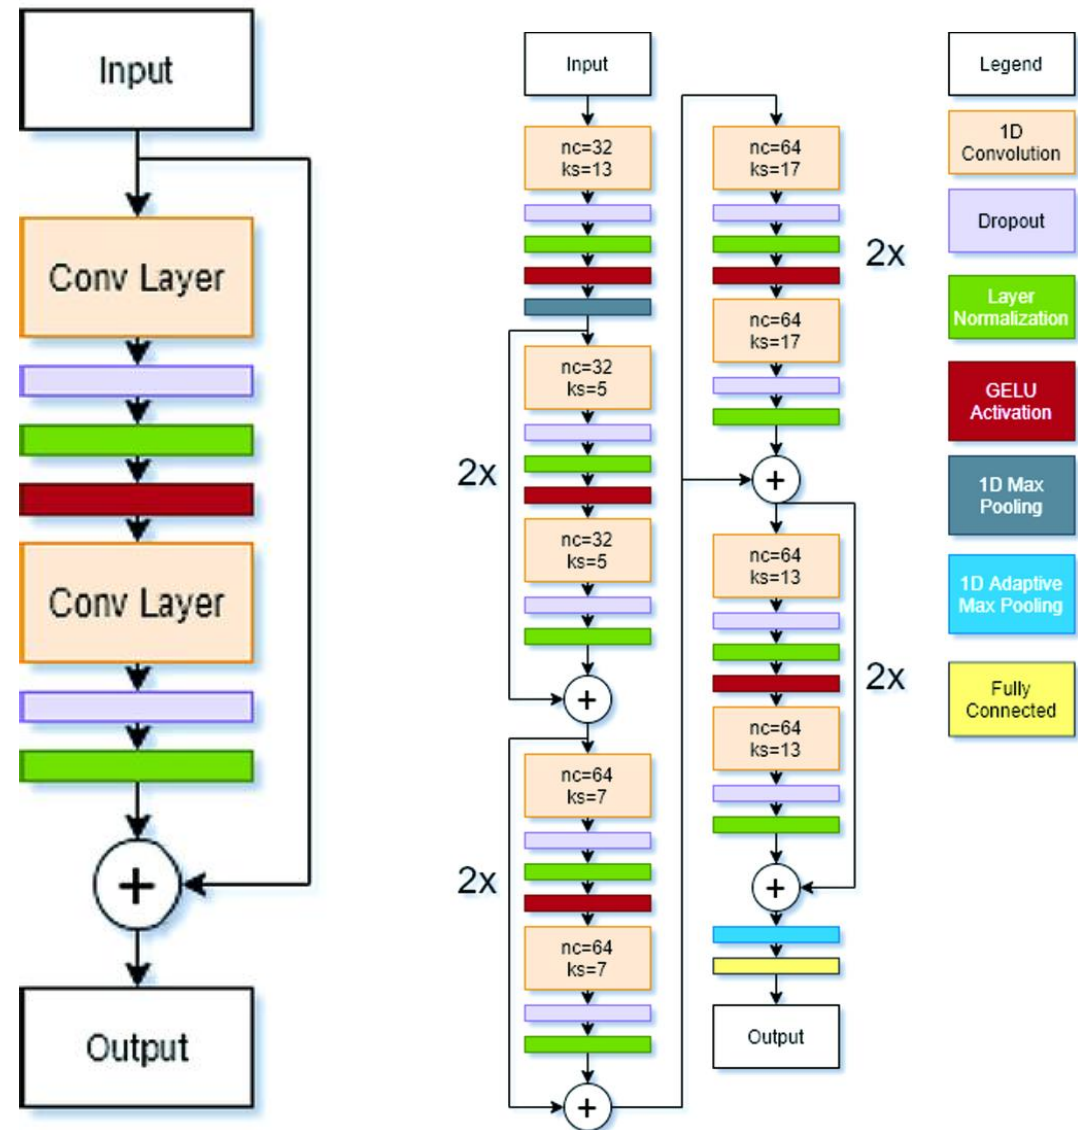 Input
Conv Layer
Conv Layer
Output
Input
nc=32
ks=13
nc=32
ks=5
2x
nc=32
ks=5
nc=64
ks=7
2x
nc=64
ks=7
nc=64
ks=17
2x
nc=64
ks=17
nc=64
ks=13
2x
nc=64
ks=13
Output
Legend
1D
Convolution
Dropout
Layer
Normalization
GELU
Activation
1D Max
Pooling
1D Adaptive
Max Pooling
Fully
Connected